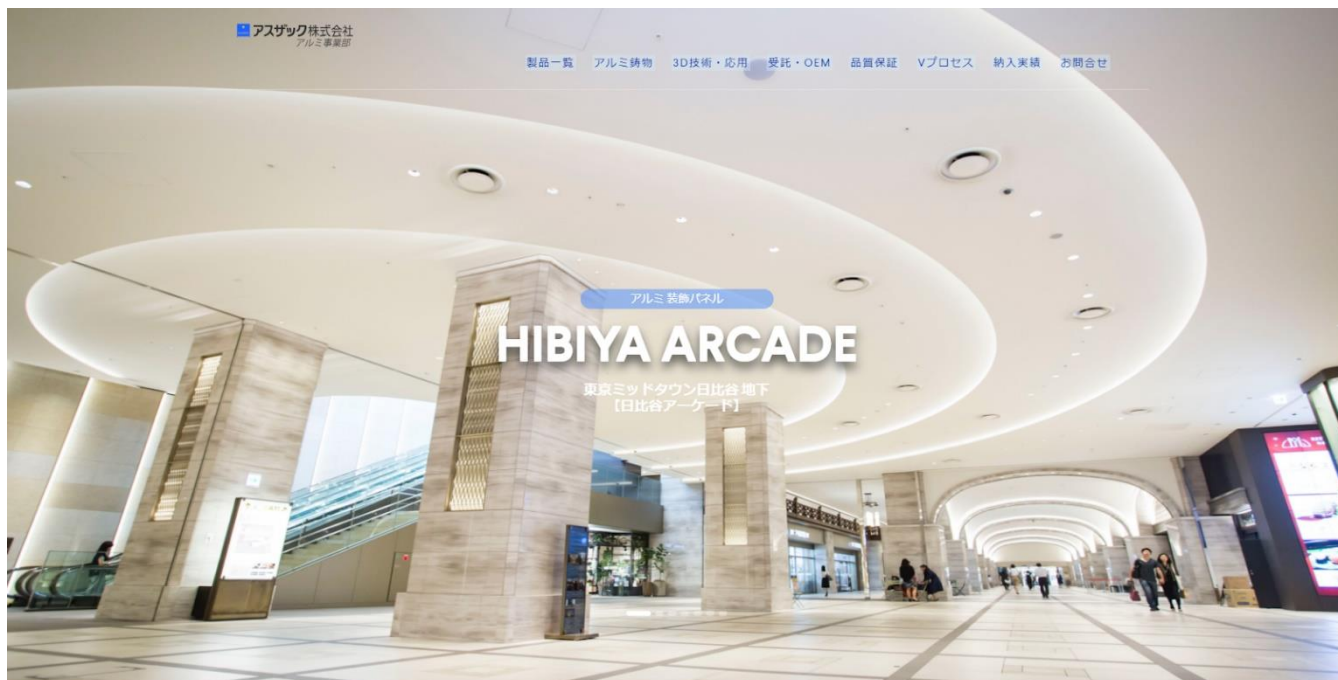 アスザック株式会社
アルミ事業部
製品一覧 アルミ鋳物 3D技術・応用 受託・OEM 品質保証 Vプロセス 納入実績 お問合せ
アルミ装飾パネル
HIBIYA ARCADE
東京ミッドタウン日比谷 地下
【日比谷アーケード】